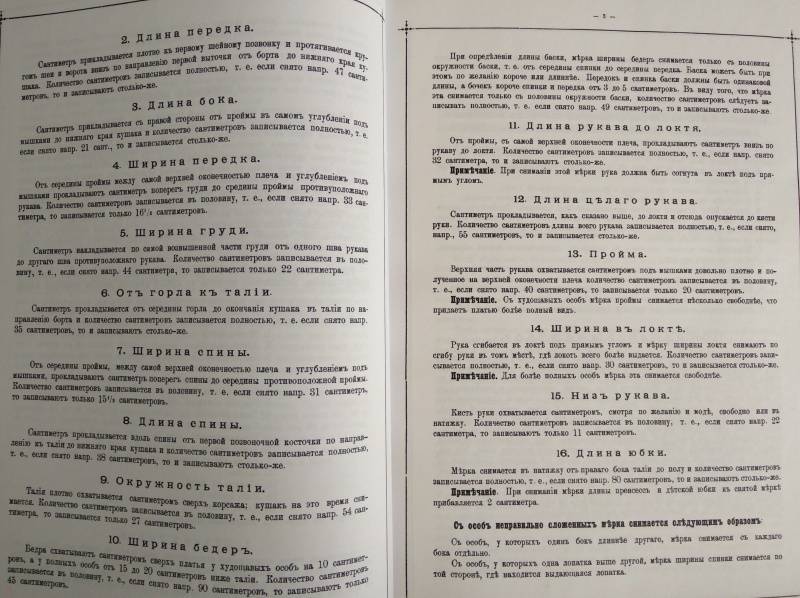 2. Длина передка.
Сантиметръ прикладывается плотно къ первому шейному позвонку и протягивается кру-
гомъ шеи и ворота внизъ по направленію первой выточки отъ борта до нижняго края ку-
шака. Количество сантиметровъ записывается полностью, т. е. если снято напр. 47 санти-
метровъ, то и записываютъ столько-же.
3. Длина бока.
Сантиметръ прикладывается съ правой стороны отъ проймы въ самомъ углубленіи подъ
мышками до нижняго края кушака и количество сантиметровъ записывается полностью, т. е.
если снято напр. 21 сант., то и записывается столько-же.
4. Ширина передка.
Отъ середины проймы между самой верхней оконечностью плеча и углубленіемъ подъ
мышками прокладываютъ сантиметръ поперегъ груди до средины проймы противуположнаго
рукава. Количество сантиметровъ записывается въ половину, т. е., если снято напр. 33 сан-
тиметра, то записывается только 16¹/₂ сантиметровъ.
5. Ширина груди.
Сантиметръ накладывается по самой возвышенной части груди отъ одного шва рукава
до другаго шва противуположнаго рукава. Количество сантиметровъ записывается въ поло-
вину, т. е., если снято напр. 44 сантиметра, то записывается только 22 сантиметра.
6. Отъ горла къ таліи.
Сантиметръ прокладывается отъ середины горла до окончанія кушака въ таліи по на-
правленію борта и количество сантиметровъ записывается полностью, т. е. если снято напр.
35 сантиметровъ, то и записываютъ столько-же.
7. Ширина спины.
Отъ середины проймы, между самой верхней оконечностью плеча и углубленіемъ подъ
мышками, прокладываютъ сантиметръ поперегъ спины до середины противоположной проймы.
Количество сантиметровъ записывается въ половину, т. е. если снято напр. 31 сантиметръ,
то записываютъ только 15¹/₂ сантиметровъ.
8. Длина спины.
Сантиметръ прокладывается вдоль спины отъ первой позвоночной косточки по направ-
ленію къ таліи до нижняго края кушака и количество сантиметровъ записывается полностью,
т. е., если снято напр. 38 сантиметровъ, то и записываютъ столько-же.
9. Окружность таліи.
Талія плотно охватывается сантиметромъ сверхъ корсажа; кушакъ на это время сни-
мается. Количество сантиметровъ записывается въ половину, т. е., если снято напр. 54 сан-
тиметра, то записываютъ только 27 сантиметровъ.
10. Ширина бедеръ.
Бедра охватываютъ сантиметромъ сверхъ платья у худощавыхъ особъ на 10 сантимет-
ровъ, а у полныхъ особъ отъ 15 до 20 сантиметровъ ниже таліи. Количество сантиметровъ
записывается въ половину, т. е., если снято напр. 90 сантиметровъ, то записываютъ только
45 сантиметровъ.
— 5 —
При опредѣленіи длины баски, мѣрка ширины бедеръ снимается только съ половины
окружности баски, т. е. отъ середины спинки до середины передка. Баска можетъ быть при
этомъ по желанію короче или длиннѣе. Передокъ и спинка баски должны быть одинаковой
длины, а бочекъ короче спинки и передка отъ 3 до 5 сантиметровъ. Въ виду того, что мѣрка
эта снимается только съ половины окружности баски, количество сантиметровъ слѣдуетъ за-
писывать полностью, т. е., если снято напр. 49 сантиметровъ, то и записываютъ столько-же.
11. Длина рукава до локтя.
Отъ проймы, съ самой верхней оконечности плеча, прокладываютъ сантиметръ внизъ по
рукаву до локтя. Количество сантиметровъ записывается полностью, т. е., если снято напр.
32 сантиметра, то и записываютъ столько-же.
Примѣчаніе. При сниманіи этой мѣрки рука должна быть согнута въ локтѣ подъ пря-
мымъ угломъ.
12. Длина цѣлаго рукава.
Сантиметръ прокладывается, какъ сказано выше, до локтя и отсюда опускается до кисти
руки. Количество сантиметровъ длины всего рукава записывается полностью, т. е., если снято,
напр., 55 сантиметровъ, то и записывается столько-же.
13. Пройма.
Верхняя часть рукава охватывается сантиметромъ подъ мышками довольно плотно и по-
лученное на верхней оконечности плеча количество сантиметровъ записывается въ половину,
т. е., если снято напр. 40 сантиметровъ, то записывается только 20 сантиметровъ.
Примѣчаніе. Съ худощавыхъ особъ мѣрка проймы снимается нѣсколько свободнѣе, что
придаетъ платью болѣе полный видъ.
14. Ширина въ локтѣ.
Рука сгибается въ локтѣ подъ прямымъ угломъ и мѣрку ширины локтя снимаютъ по
сгибу руки въ томъ мѣстѣ, гдѣ локоть всего болѣе выдается. Количество сантиметровъ запи-
сывается полностью, т. е., если снято напр. 30 сантиметровъ, то и записывается столько-же.
Примѣчаніе. Для болѣе полныхъ особъ мѣрка эта снимается свободнѣе.
15. Низъ рукава.
Кисть руки охватывается сантиметромъ, смотря по желанію и модѣ, свободно или въ
натяжку. Количество сантиметровъ записывается въ половину, т. е., если снято напр. 22
сантиметра, то записываютъ только 11 сантиметровъ.
16. Длина юбки.
Мѣрка снимается въ натяжку отъ праваго бока таліи до полу и количество сантиметровъ
записывается полностью, т. е., если снято напр. 80 сантиметровъ, то записываютъ столько-же.
Примѣчаніе. При сниманіи мѣрки длины пренсессъ и дѣтской юбки къ снятой мѣркѣ
прибавляется 2 сантиметра.
Съ особъ неправильно сложенныхъ мѣрка снимается слѣдующимъ образомъ:
Съ особъ, у которыхъ одинъ бокъ длиннѣе другаго, мѣрка снимается съ каждаго
бока отдѣльно.
Съ особъ, у которыхъ одна лопатка выше другой, мѣрка ширины спинки снимается по
той сторонѣ, гдѣ находится выдающаяся лопатка.